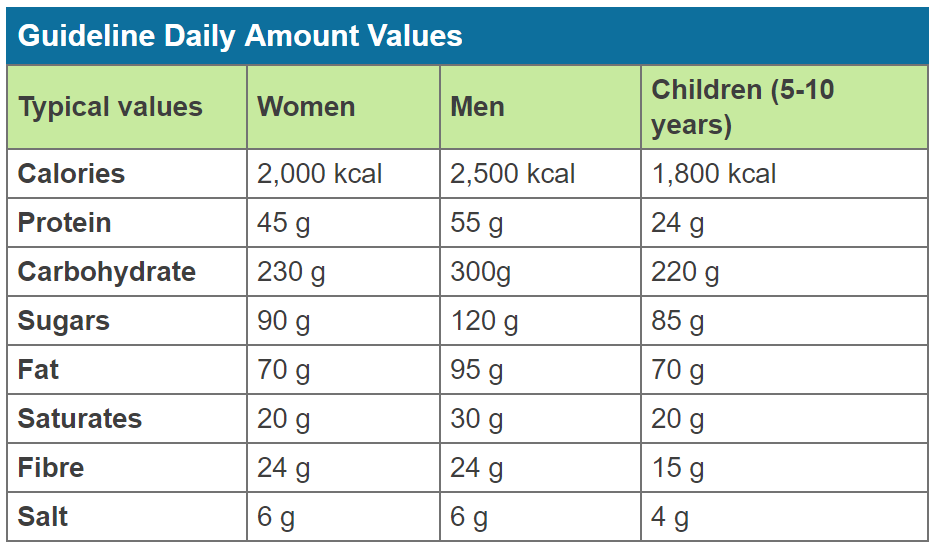 Guideline Daily Amount Values
Typical values Women Men Children (5-10
years)
Calories 2,000 kcal 2,500 kcal 1,800 kcal
Protein 45 g 55 g 24 g
Carbohydrate 230 g 300g 220 g
Sugars 90 g 120 g 85 g
Fat 70 g 95 g 70 g
Saturates 20 g 30 g 20 g
Fibre 24 g 24 g 15 g
Salt 6 g 6 g 4 g